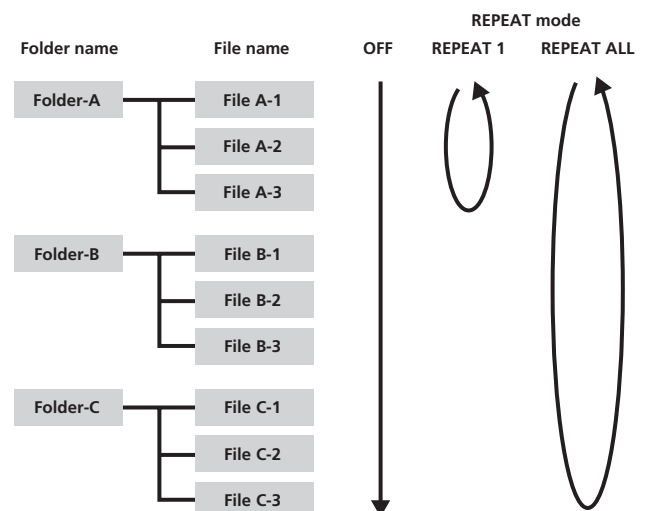 REPEAT mode
Folder name File name OFF REPEAT 1 REPEAT ALL
Folder-A File A-1
File A-2
File A-3
Folder-B File B-1
File B-2
File B-3
Folder-C File C-1
File C-2
File C-3